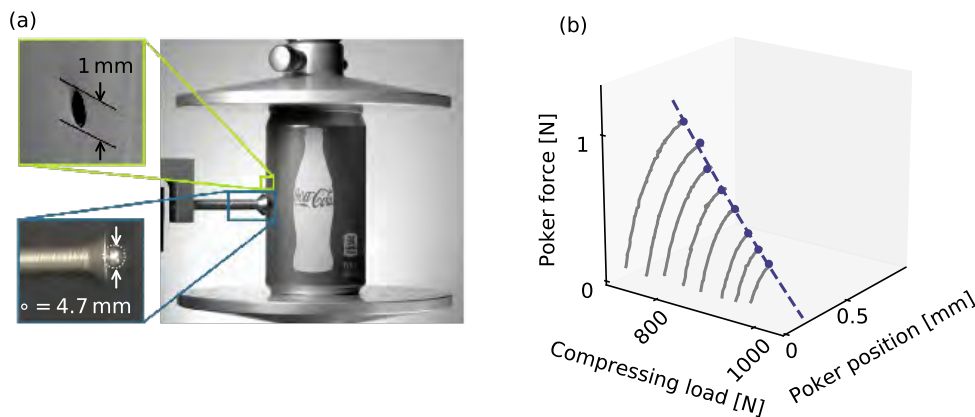 (a)
1 mm
Coca-Cola
∘ = 4.7 mm
(b)
Poker force [N]
1
0
800
1000
Compressing load [N]
0
0.5
Poker position [mm]